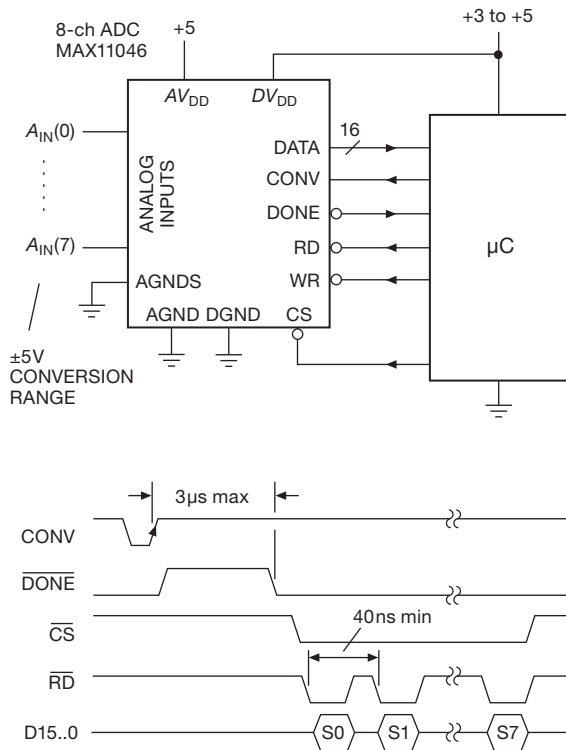 8-ch ADC
MAX11046
+5
+3 to +5
AVDD
DVDD
AIN(0)
AIN(7)
ANALOG
INPUTS
DATA
16
CONV
DONE
RD
WR
µC
AGNDS
AGND
DGND
CS
±5V
CONVERSION
RANGE
3µs max
CONV
DONE
CS
40ns min
RD
D15..0
S0
S1
S7